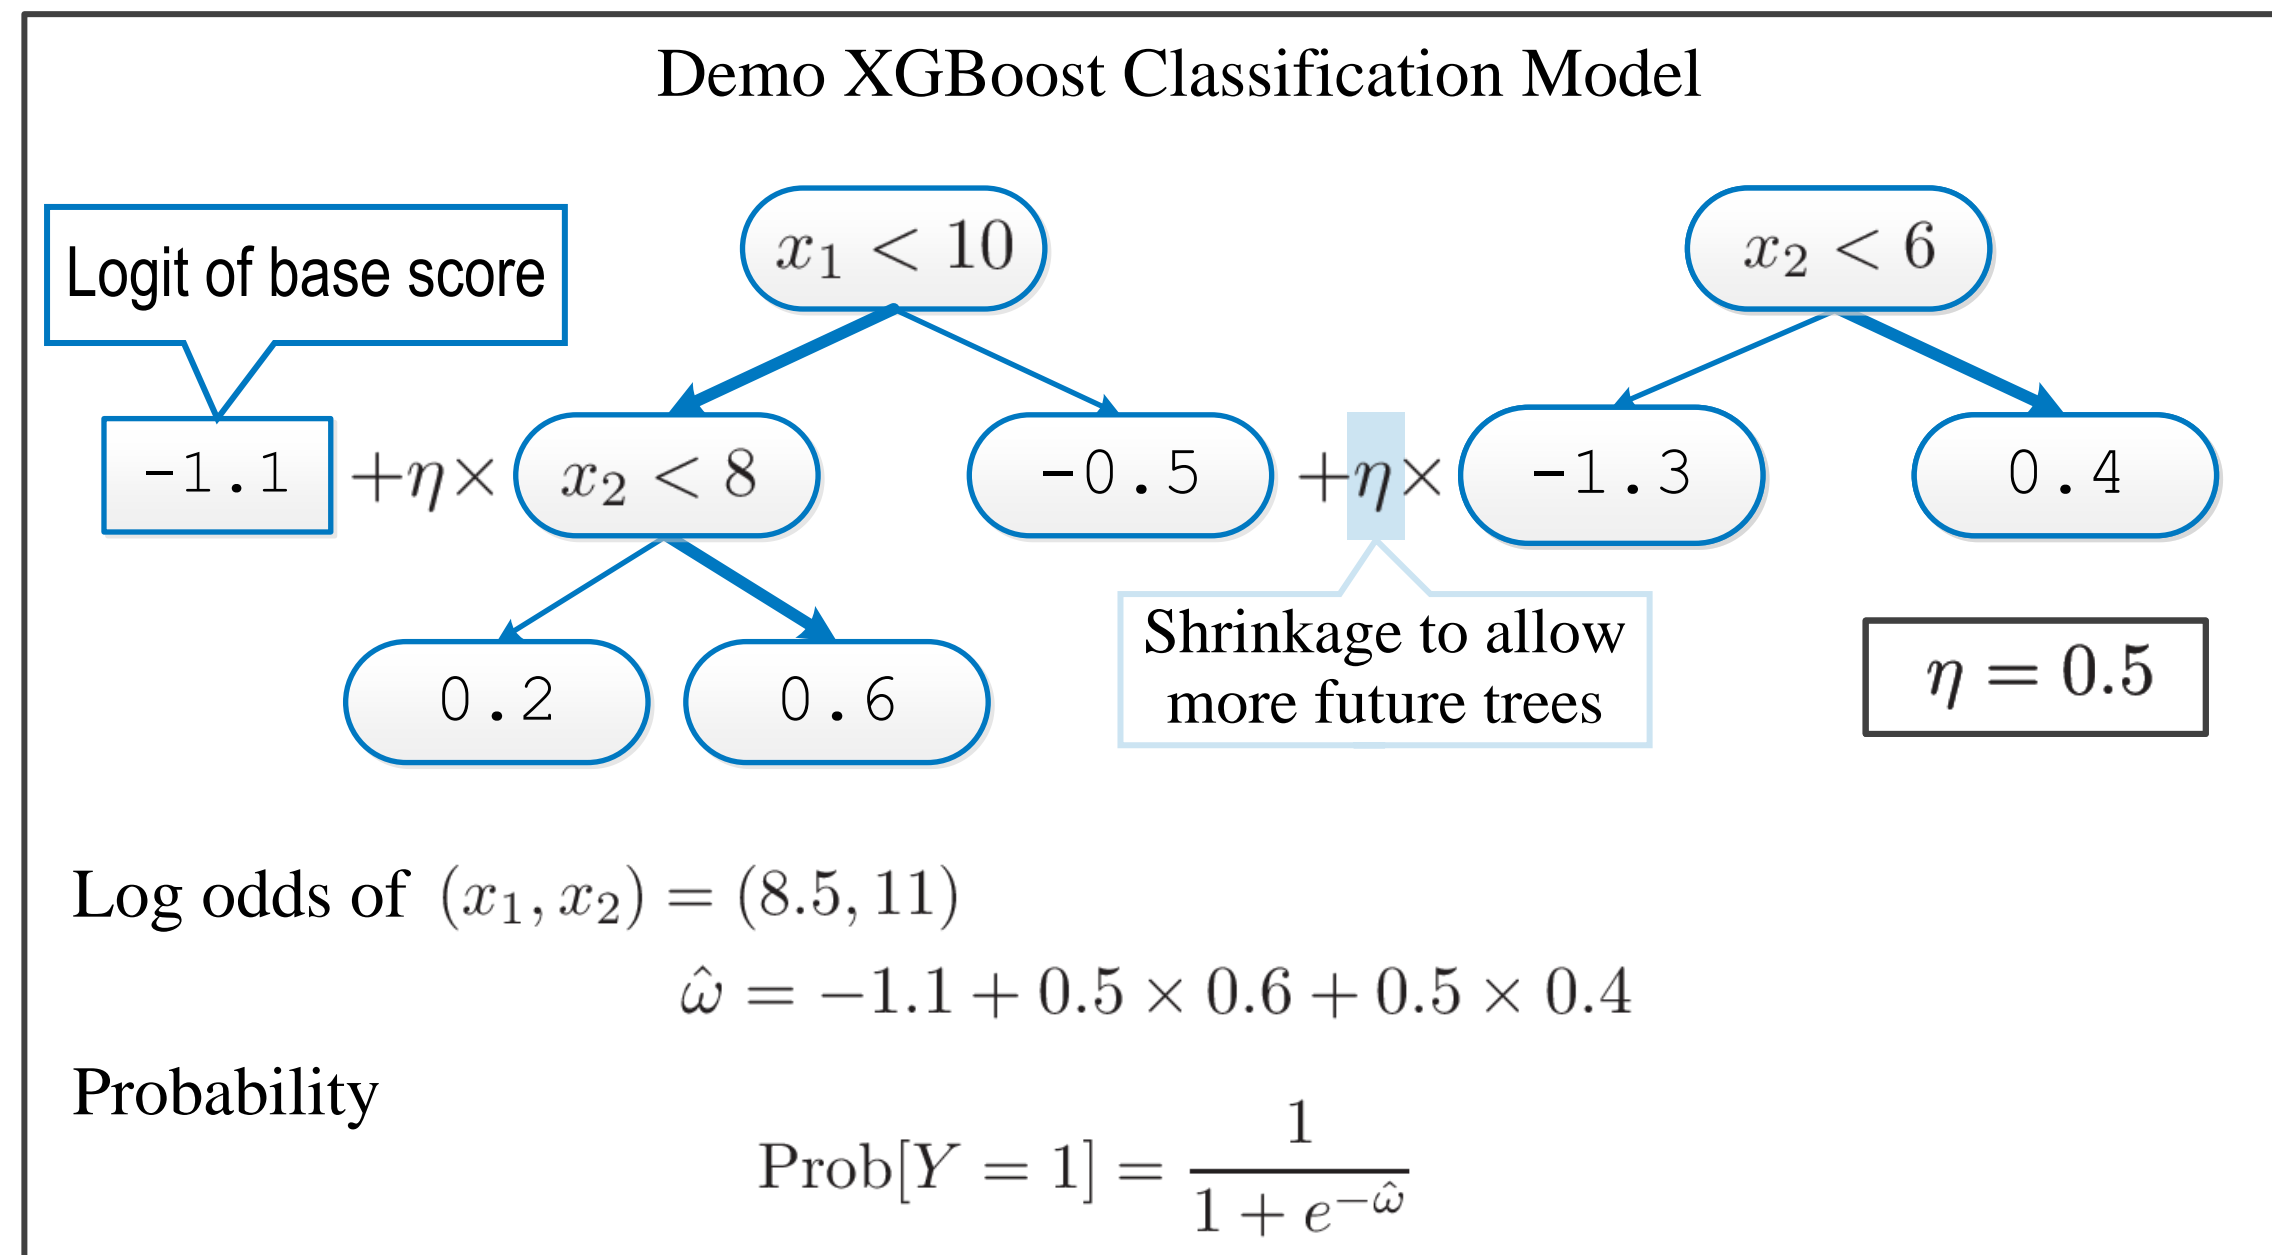 Demo XGBoost Classification Model
Logit of base score
x₁ < 10
x₂ < 6
-1.1
+η×
x₂ < 8
-0.5
+η×
-1.3
0.4
0.2
0.6
Shrinkage to allow
more future trees
η = 0.5
Log odds of (x₁, x₂) = (8.5, 11)
ω̂ = −1.1 + 0.5 × 0.6 + 0.5 × 0.4
Probability
Prob[Y = 1] = 1 / (1 + e^{−ω̂})